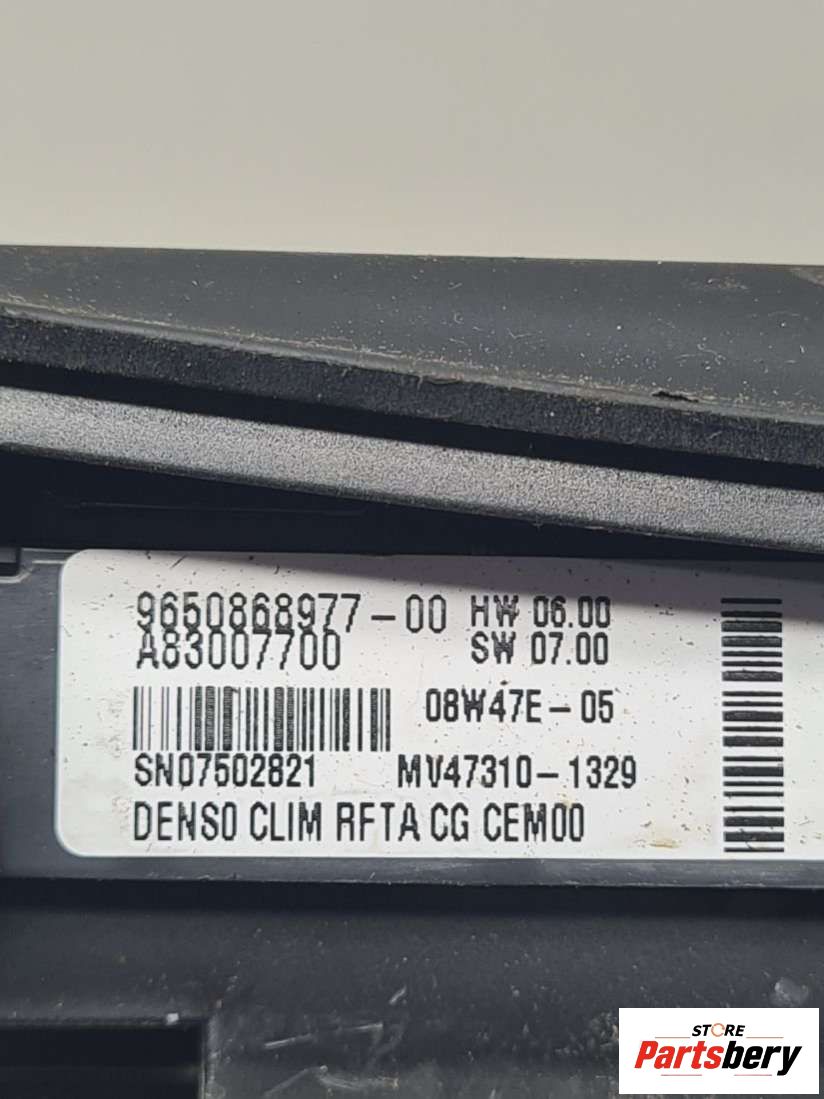 9650868977-00 HW 06.00
A83007700 SW 07.00
08W47E-05
SN07502821 MV47310-1329
DENSO CLIM RFTA CG CEM00
STORE
Partsbery